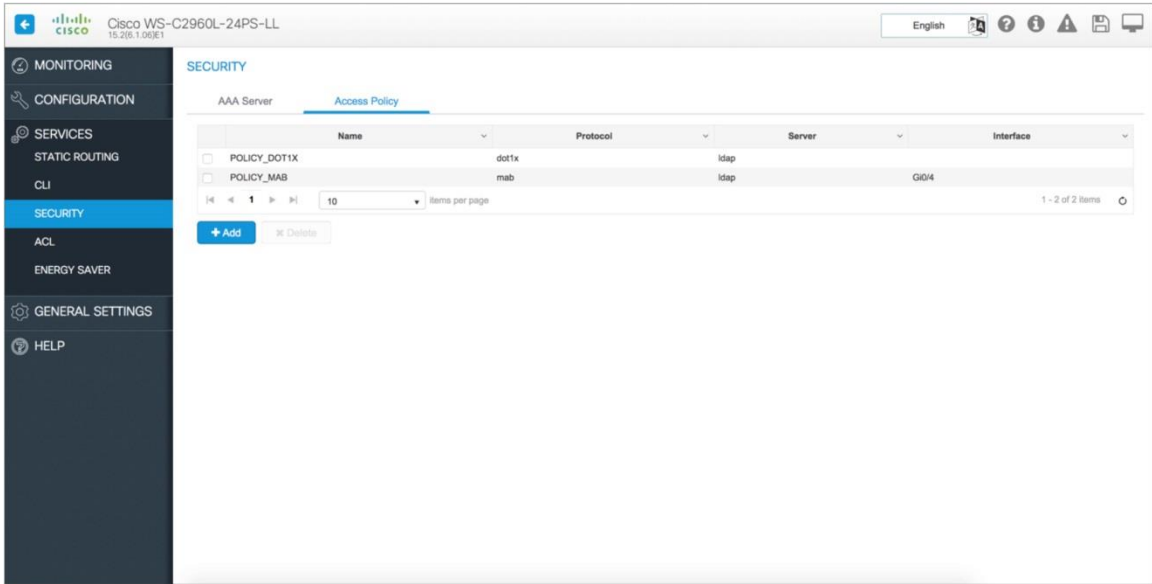 CISCO
Cisco WS-C2960L-24PS-LL
15.2(6.1.06)E1
English
MONITORING
CONFIGURATION
SERVICES
STATIC ROUTING
CLI
SECURITY
ACL
ENERGY SAVER
GENERAL SETTINGS
HELP
SECURITY
AAA Server Access Policy
Name Protocol Server Interface
POLICY_DOT1X dot1x ldap
POLICY_MAB mab ldap Gi0/4
1 10 items per page 1 - 2 of 2 items
+ Add ✖ Delete